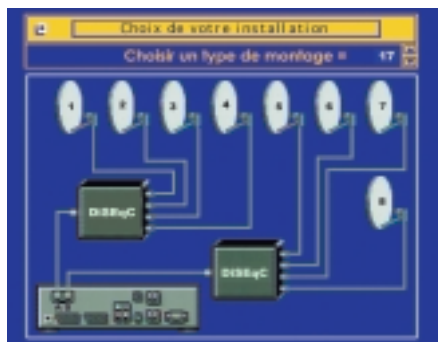 Choix de votre installation
Choisir un type de montage = 17
1 2 3 4 5 6 7
8
DiSEqC
DiSEqC